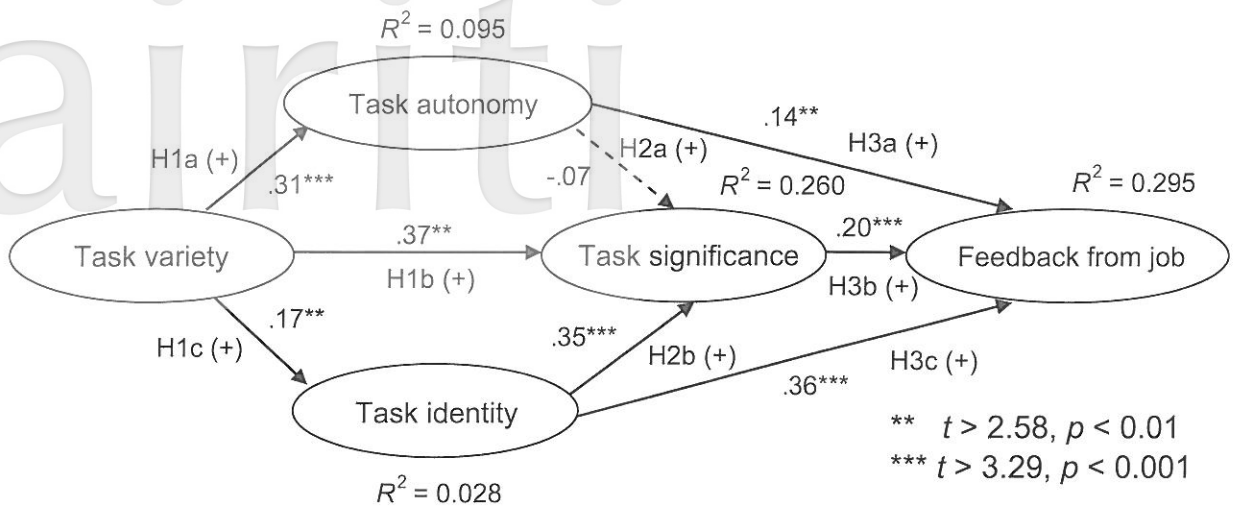 airiti
R² = 0.095
Task autonomy
.14**
H3a (+)
H1a (+)
.31***
H2a (+)
-.07
R² = 0.260
R² = 0.295
Task variety
.37**
H1b (+)
Task significance
.20***
H3b (+)
Feedback from job
.17**
H1c (+)
.35***
H2b (+)
H3c (+)
.36***
Task identity
** t > 2.58, p < 0.01
*** t > 3.29, p < 0.001
R² = 0.028